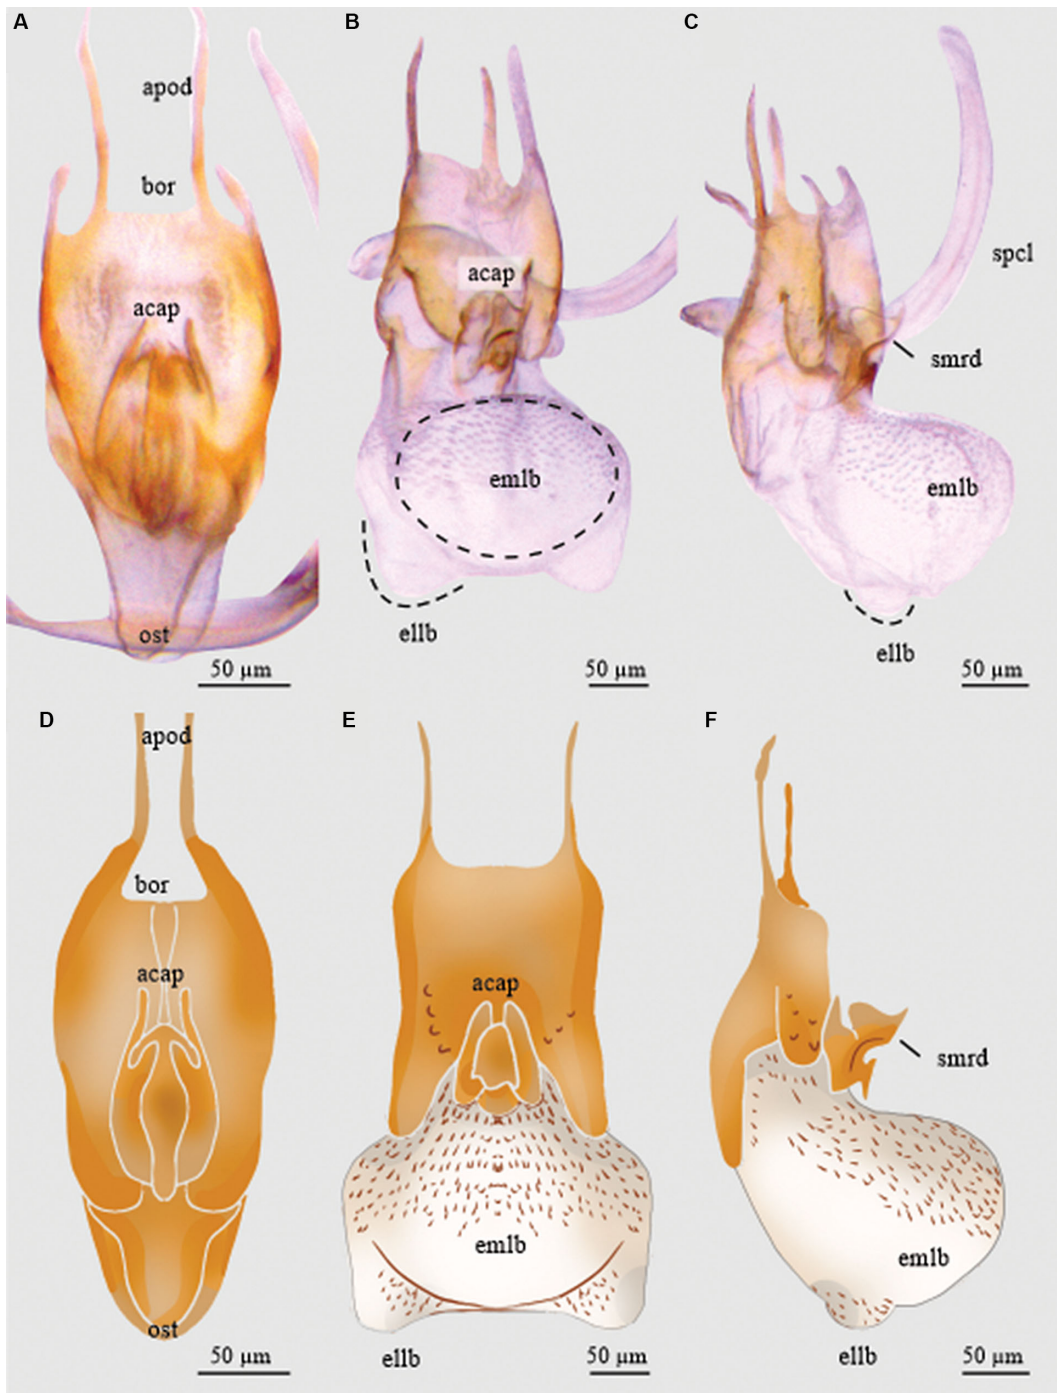 A
apod
bor
acap
ost
50 µm
B
acap
emlb
ellb
50 µm
C
spcl
smrd
emlb
ellb
50 µm
D
apod
bor
acap
ost
50 µm
E
acap
emlb
ellb
50 µm
F
smrd
emlb
ellb
50 µm